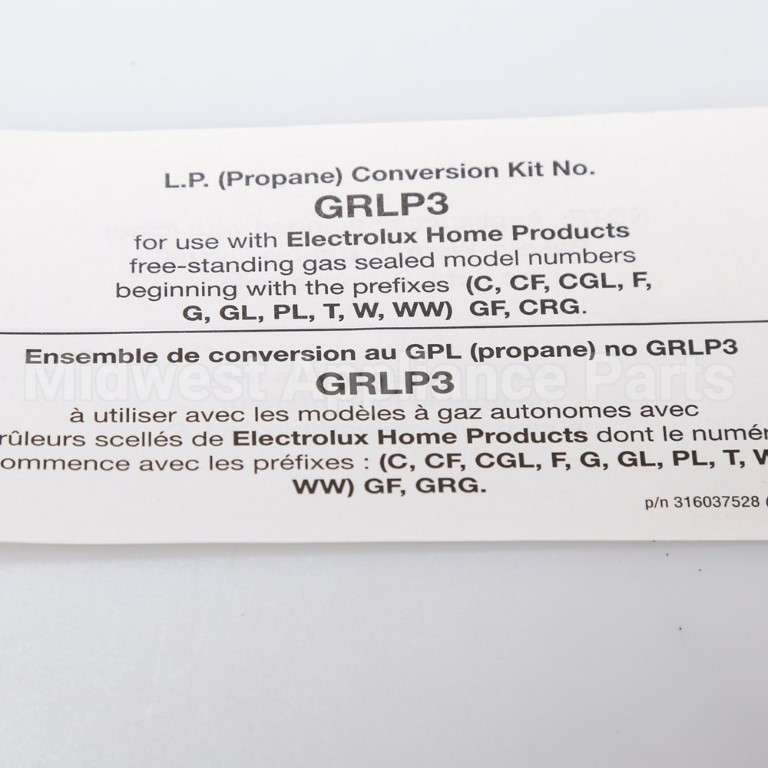 L.P. (Propane) Conversion Kit No.
GRLP3
for use with Electrolux Home Products
free-standing gas sealed model numbers
beginning with the prefixes (C, CF, CGL, F,
G, GL, PL, T, W, WW) GF, CRG.
Ensemble de conversion au GPL (propane) no GRLP3
Midwest Appliance Parts
GRLP3
à utiliser avec les modèles à gaz autonomes avec
rûleurs scellés de Electrolux Home Products dont le numér
ommence avec les préfixes : (C, CF, CGL, F, G, GL, PL, T, W
WW) GF, GRG.
p/n 316037528 (